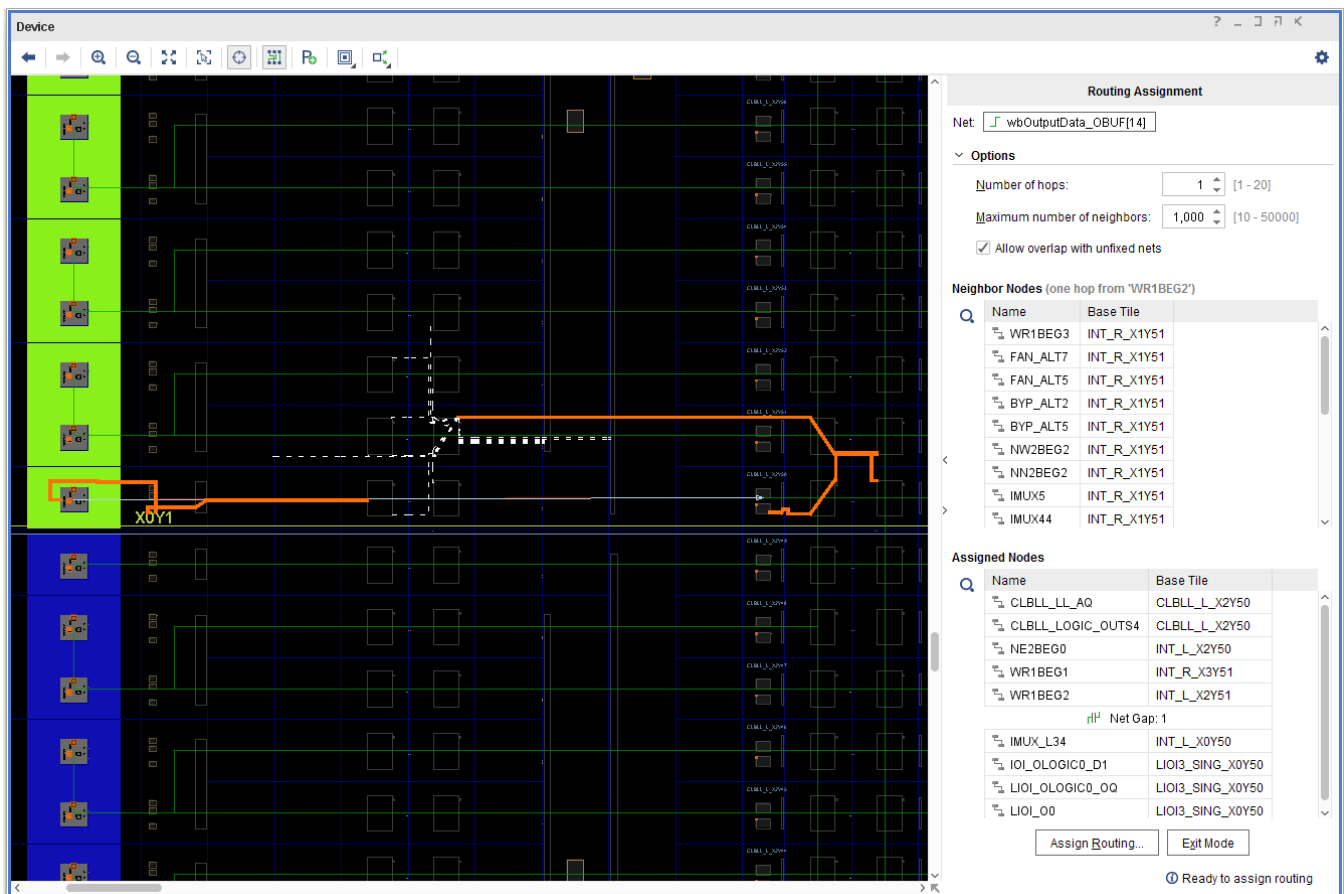 Device
Routing Assignment
Net: wbOutputData_OBUF[14]
Options
Number of hops: 1 [1 - 20]
Maximum number of neighbors: 1,000 [10 - 50000]
Allow overlap with unfixed nets
Neighbor Nodes (one hop from 'WR1BEG2')
Name Base Tile
WR1BEG3 INT_R_X1Y51
FAN_ALT7 INT_R_X1Y51
FAN_ALT5 INT_R_X1Y51
BYP_ALT2 INT_R_X1Y51
BYP_ALT5 INT_R_X1Y51
NW2BEG2 INT_R_X1Y51
NN2BEG2 INT_R_X1Y51
IMUX5 INT_R_X1Y51
IMUX44 INT_R_X1Y51
X0Y1
Assigned Nodes
Name Base Tile
CLBLL_LL_AQ CLBLL_L_X2Y50
CLBLL_LOGIC_OUTS4 CLBLL_L_X2Y50
NE2BEG0 INT_L_X2Y50
WR1BEG1 INT_R_X3Y51
WR1BEG2 INT_L_X2Y51
Net Gap: 1
IMUX_L34 INT_L_X0Y50
IOI_OLOGIC0_D1 LIOI3_SING_X0Y50
LIOI_OLOGIC0_OQ LIOI3_SING_X0Y50
LIOI_O0 LIOI3_SING_X0Y50
Assign Routing... Exit Mode
Ready to assign routing